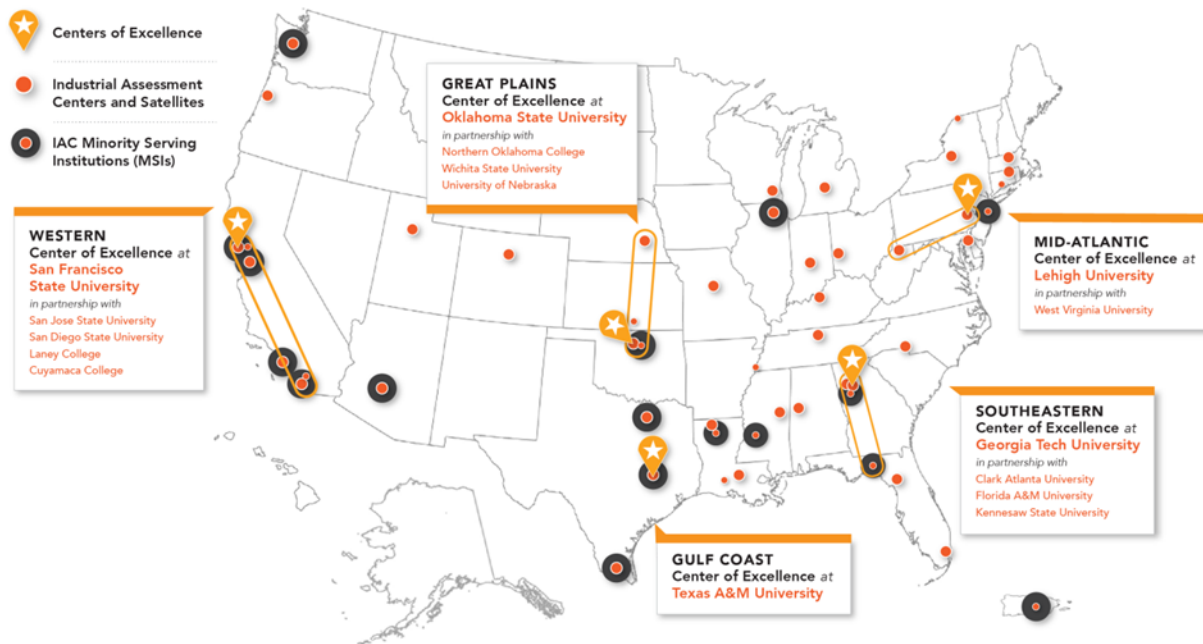 Centers of Excellence
Industrial Assessment
Centers and Satellites
IAC Minority Serving
Institutions (MSIs)
GREAT PLAINS
Center of Excellence at
Oklahoma State University
in partnership with
Northern Oklahoma College
Wichita State University
University of Nebraska
WESTERN
Center of Excellence at
San Francisco
State University
in partnership with
San Jose State University
San Diego State University
Laney College
Cuyamaca College
MID-ATLANTIC
Center of Excellence at
Lehigh University
in partnership with
West Virginia University
SOUTHEASTERN
Center of Excellence at
Georgia Tech University
in partnership with
Clark Atlanta University
Florida A&M University
Kennesaw State University
GULF COAST
Center of Excellence at
Texas A&M University